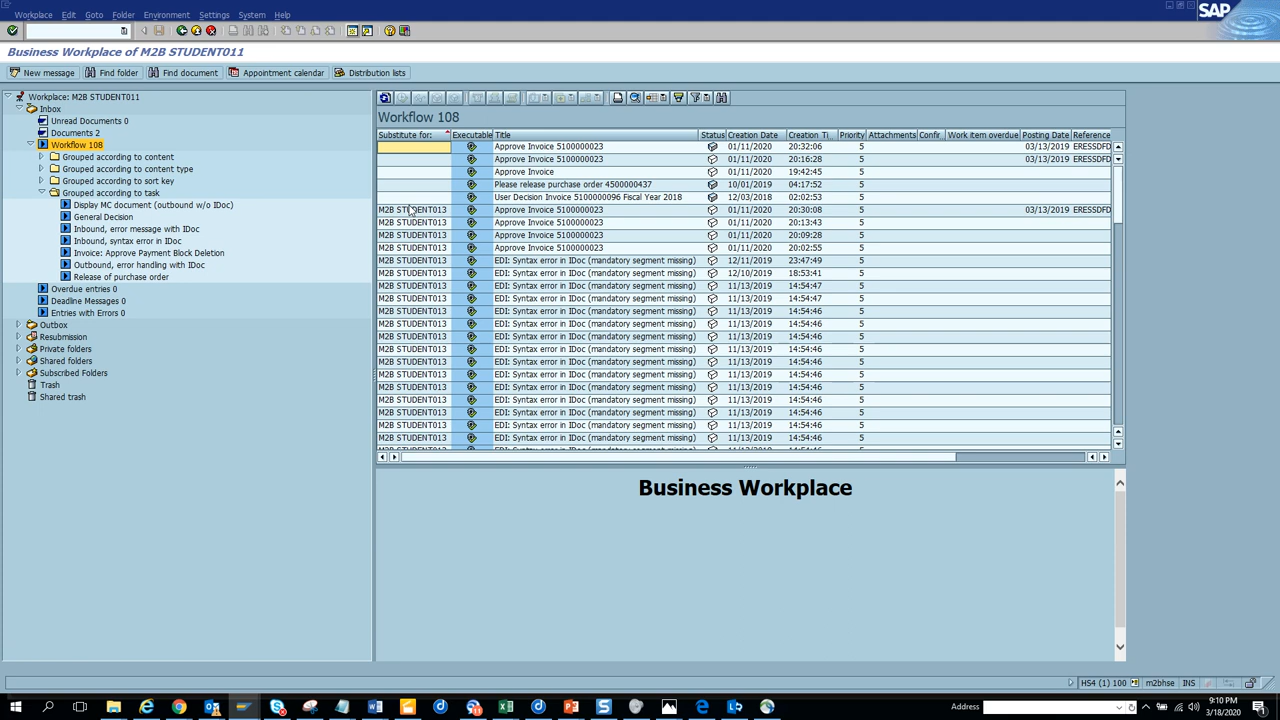 Workplace Edit Goto Folder Environment Settings System Help
SAP
Business Workplace of M2B STUDENT011
New message Find folder Find document Appointment calendar Distribution lists
Workplace: M2B STUDENT011
Inbox
Unread Documents 0
Documents 2
Workflow 108
Grouped according to content
Grouped according to content type
Grouped according to sort key
Grouped according to task
Display MC document (outbound w/o IDoc)
General Decision
Inbound, error message with IDoc
Inbound, syntax error in IDoc
Invoice: Approve Payment Block Deletion
Outbound, error handling with IDoc
Release of purchase order
Overdue entries 0
Deadline Messages 0
Entries with Errors 0
Outbox
Resubmission
Private folders
Shared folders
Subscribed Folders
Trash
Shared trash
Workflow 108
Substitute for: Executable Title Status Creation Date Creation Ti... Priority Attachments Confir Work item overdue Posting Date Reference
Approve Invoice 5100000023 01/11/2020 20:32:06 5 03/13/2019 ERESSDFD
Approve Invoice 5100000023 01/11/2020 20:16:28 5 03/13/2019 ERESSDFD
Approve Invoice 01/11/2020 19:42:45 5
Please release purchase order 4500000437 10/01/2019 04:17:52 5
User Decision Invoice 5100000096 Fiscal Year 2018 12/03/2018 02:02:53 5
M2B STUDENT013 Approve Invoice 5100000023 01/11/2020 20:30:08 5 03/13/2019 ERESSDFD
M2B STUDENT013 Approve Invoice 5100000023 01/11/2020 20:13:43 5
M2B STUDENT013 Approve Invoice 5100000023 01/11/2020 20:09:28 5
M2B STUDENT013 Approve Invoice 5100000023 01/11/2020 20:02:55 5
M2B STUDENT013 EDI: Syntax error in IDoc (mandatory segment missing) 12/11/2019 23:47:49 5
M2B STUDENT013 EDI: Syntax error in IDoc (mandatory segment missing) 12/10/2019 18:53:41 5
M2B STUDENT013 EDI: Syntax error in IDoc (mandatory segment missing) 11/13/2019 14:54:47 5
M2B STUDENT013 EDI: Syntax error in IDoc (mandatory segment missing) 11/13/2019 14:54:47 5
M2B STUDENT013 EDI: Syntax error in IDoc (mandatory segment missing) 11/13/2019 14:54:46 5
M2B STUDENT013 EDI: Syntax error in IDoc (mandatory segment missing) 11/13/2019 14:54:46 5
M2B STUDENT013 EDI: Syntax error in IDoc (mandatory segment missing) 11/13/2019 14:54:46 5
M2B STUDENT013 EDI: Syntax error in IDoc (mandatory segment missing) 11/13/2019 14:54:46 5
M2B STUDENT013 EDI: Syntax error in IDoc (mandatory segment missing) 11/13/2019 14:54:46 5
M2B STUDENT013 EDI: Syntax error in IDoc (mandatory segment missing) 11/13/2019 14:54:46 5
M2B STUDENT013 EDI: Syntax error in IDoc (mandatory segment missing) 11/13/2019 14:54:46 5
M2B STUDENT013 EDI: Syntax error in IDoc (mandatory segment missing) 11/13/2019 14:54:46 5
M2B STUDENT013 EDI: Syntax error in IDoc (mandatory segment missing) 11/13/2019 14:54:46 5
M2B STUDENT013 EDI: Syntax error in IDoc (mandatory segment missing) 11/13/2019 14:54:46 5
M2B STUDENT013 EDI: Syntax error in IDoc (mandatory segment missing) 11/13/2019 14:54:46 5
Business Workplace
HS4 (1) 100 m2bhse INS
Address
9:10 PM
3/18/2020